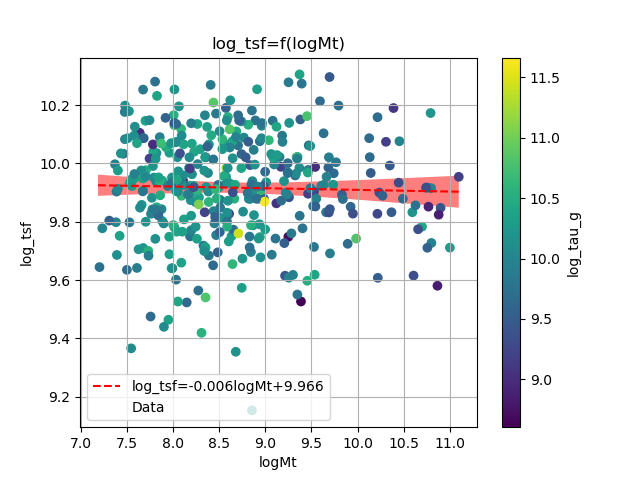 log_tsf=f(logMt)
10.2
10.0
9.8
9.6
9.4
9.2
log_tsf
7.0 7.5 8.0 8.5 9.0 9.5 10.0 10.5 11.0
logMt
log_tsf=-0.006logMt+9.966
Data
11.5
11.0
10.5
10.0
9.5
9.0
log_tau_g